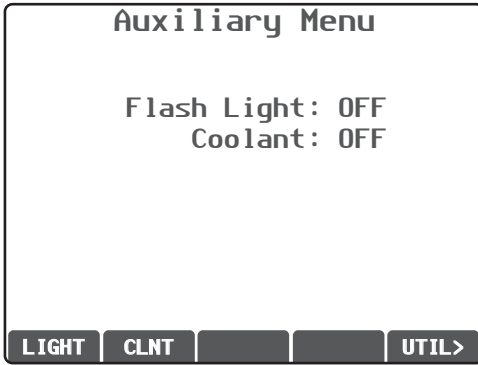 Auxiliary Menu
Flash Light: OFF
Coolant: OFF
LIGHT CLNT UTIL>